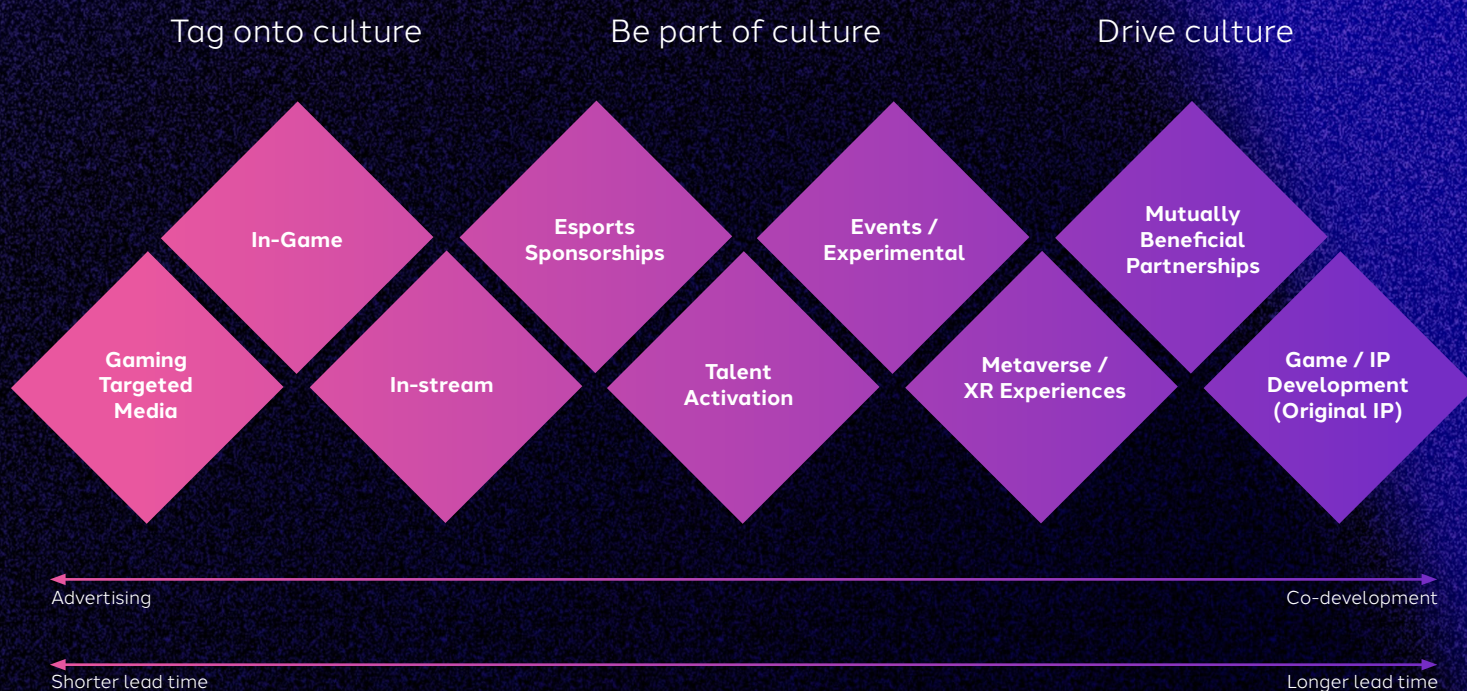 Tag onto culture
Be part of culture
Drive culture
In-Game
Esports
Sponsorships
Events /
Experimental
Mutually
Beneficial
Partnerships
Gaming
Targeted
Media
In-stream
Talent
Activation
Metaverse /
XR Experiences
Game / IP
Development
(Original IP)
Advertising
Co-development
Shorter lead time
Longer lead time